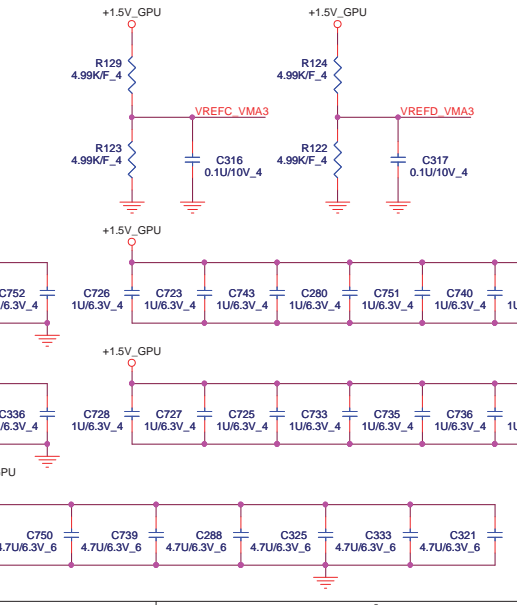 +1.5V_GPU
+1.5V_GPU
R129
4.99K/F_4
R124
4.99K/F_4
VREFC_VMA3
VREFD_VMA3
R123
4.99K/F_4
C316
0.1U/10V_4
R122
4.99K/F_4
C317
0.1U/10V_4
+1.5V_GPU
C752 C726 C723 C743 C280 C751 C740
/6.3V_4 1U/6.3V_4 1U/6.3V_4 1U/6.3V_4 1U/6.3V_4 1U/6.3V_4 1U/6.3V_4 1U
+1.5V_GPU
C336 C728 C727 C725 C733 C735 C736
/6.3V_4 1U/6.3V_4 1U/6.3V_4 1U/6.3V_4 1U/6.3V_4 1U/6.3V_4 1U/6.3V_4 1U
PU
C750 C739 C288 C325 C333 C321
4.7U/6.3V_6 4.7U/6.3V_6 4.7U/6.3V_6 4.7U/6.3V_6 4.7U/6.3V_6 4.7U/6.3V_6